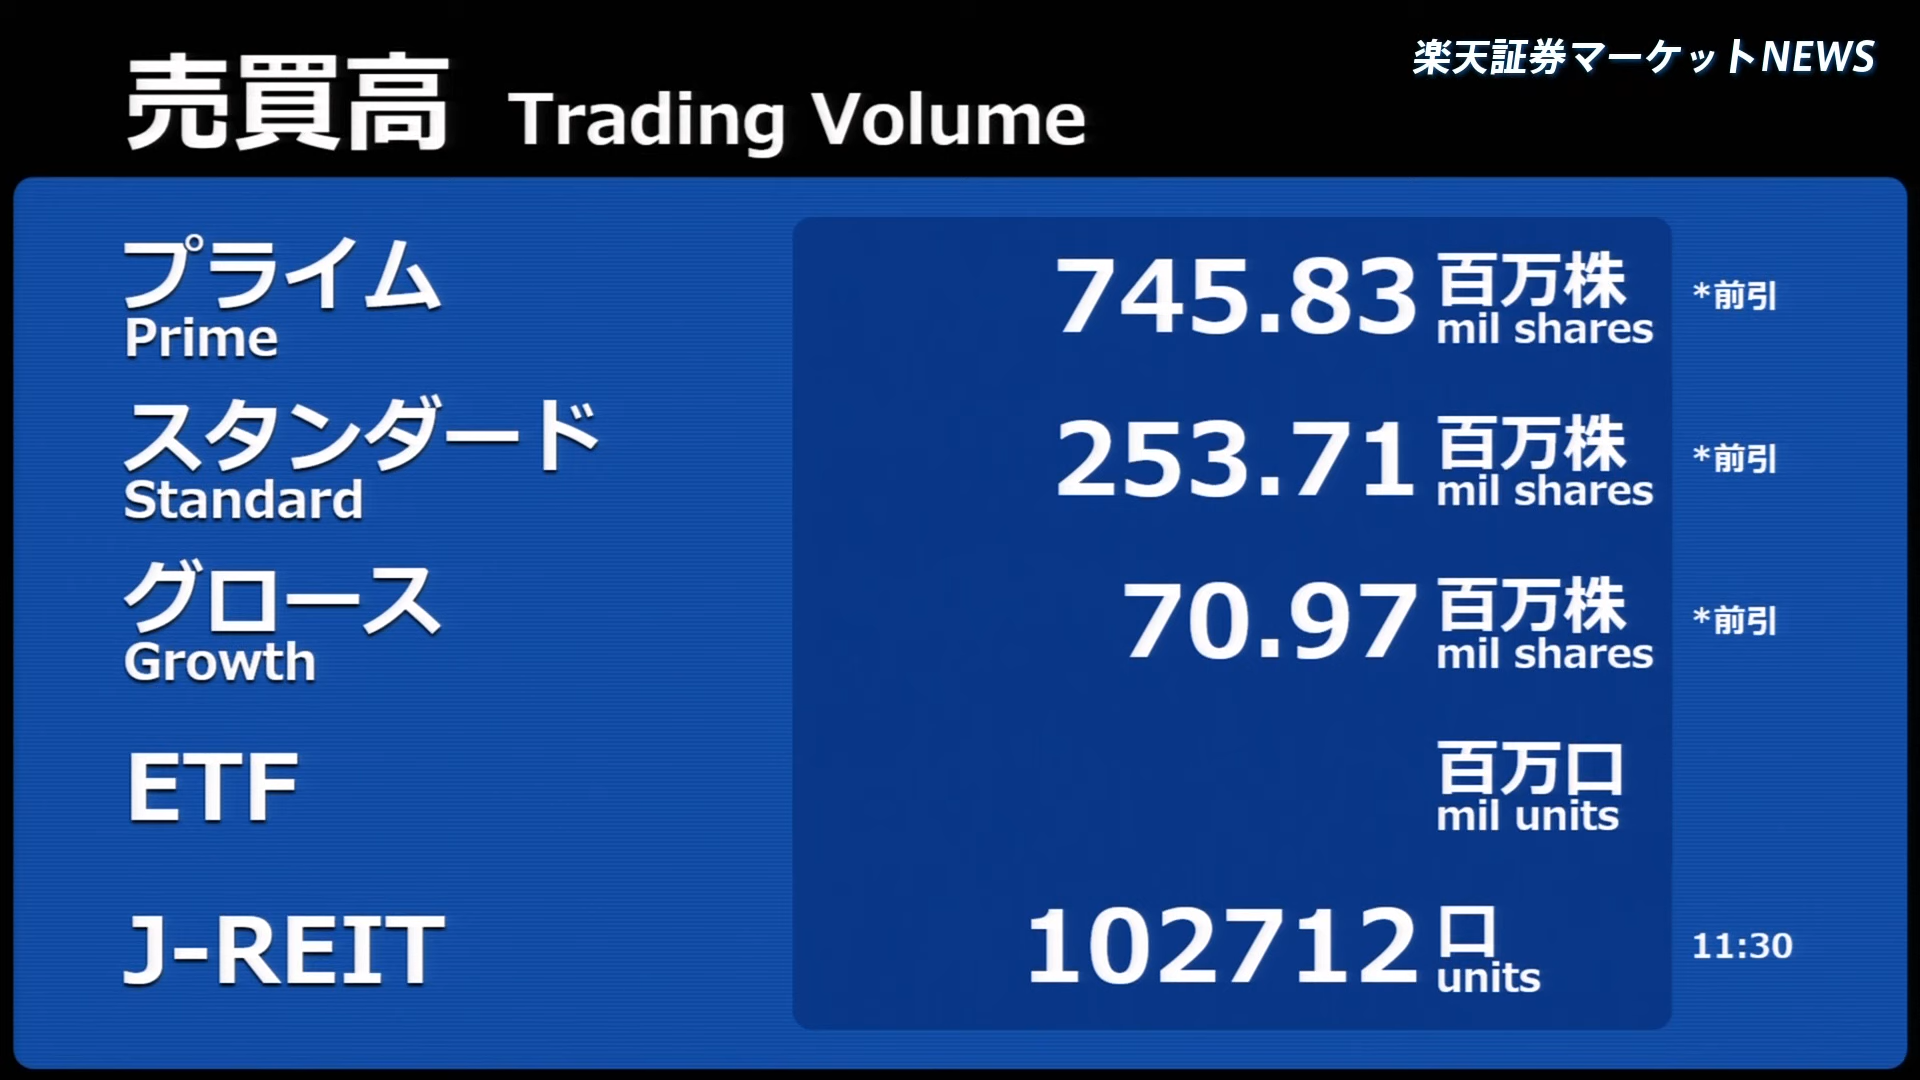 楽天証券マーケットNEWS
売買高 Trading Volume
プライム 745.83 百万株 *前引
Prime mil shares
スタンダード 253.71 百万株 *前引
Standard mil shares
グロース 70.97 百万株 *前引
Growth mil shares
ETF 百万口
mil units
J-REIT 102712 口 11:30
units